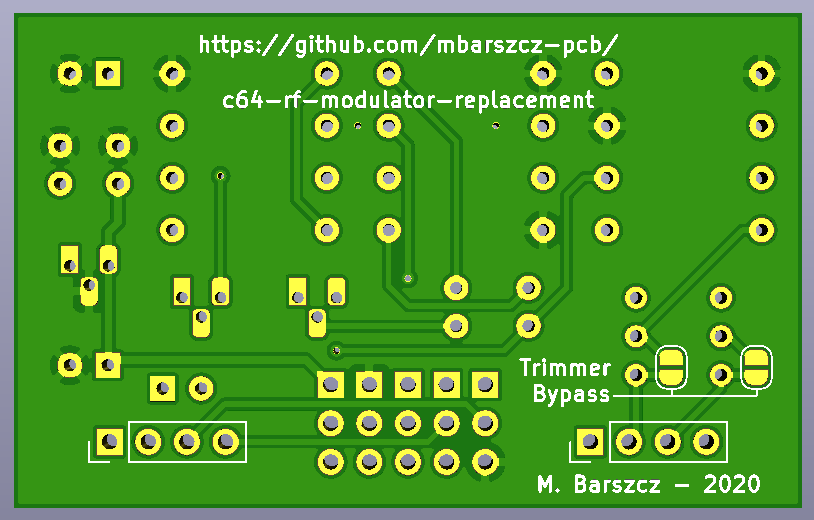 https://github.com/mbarszcz-pcb/
c64-rf-modulator-replacement
Trimmer
Bypass
M. Barszcz - 2020